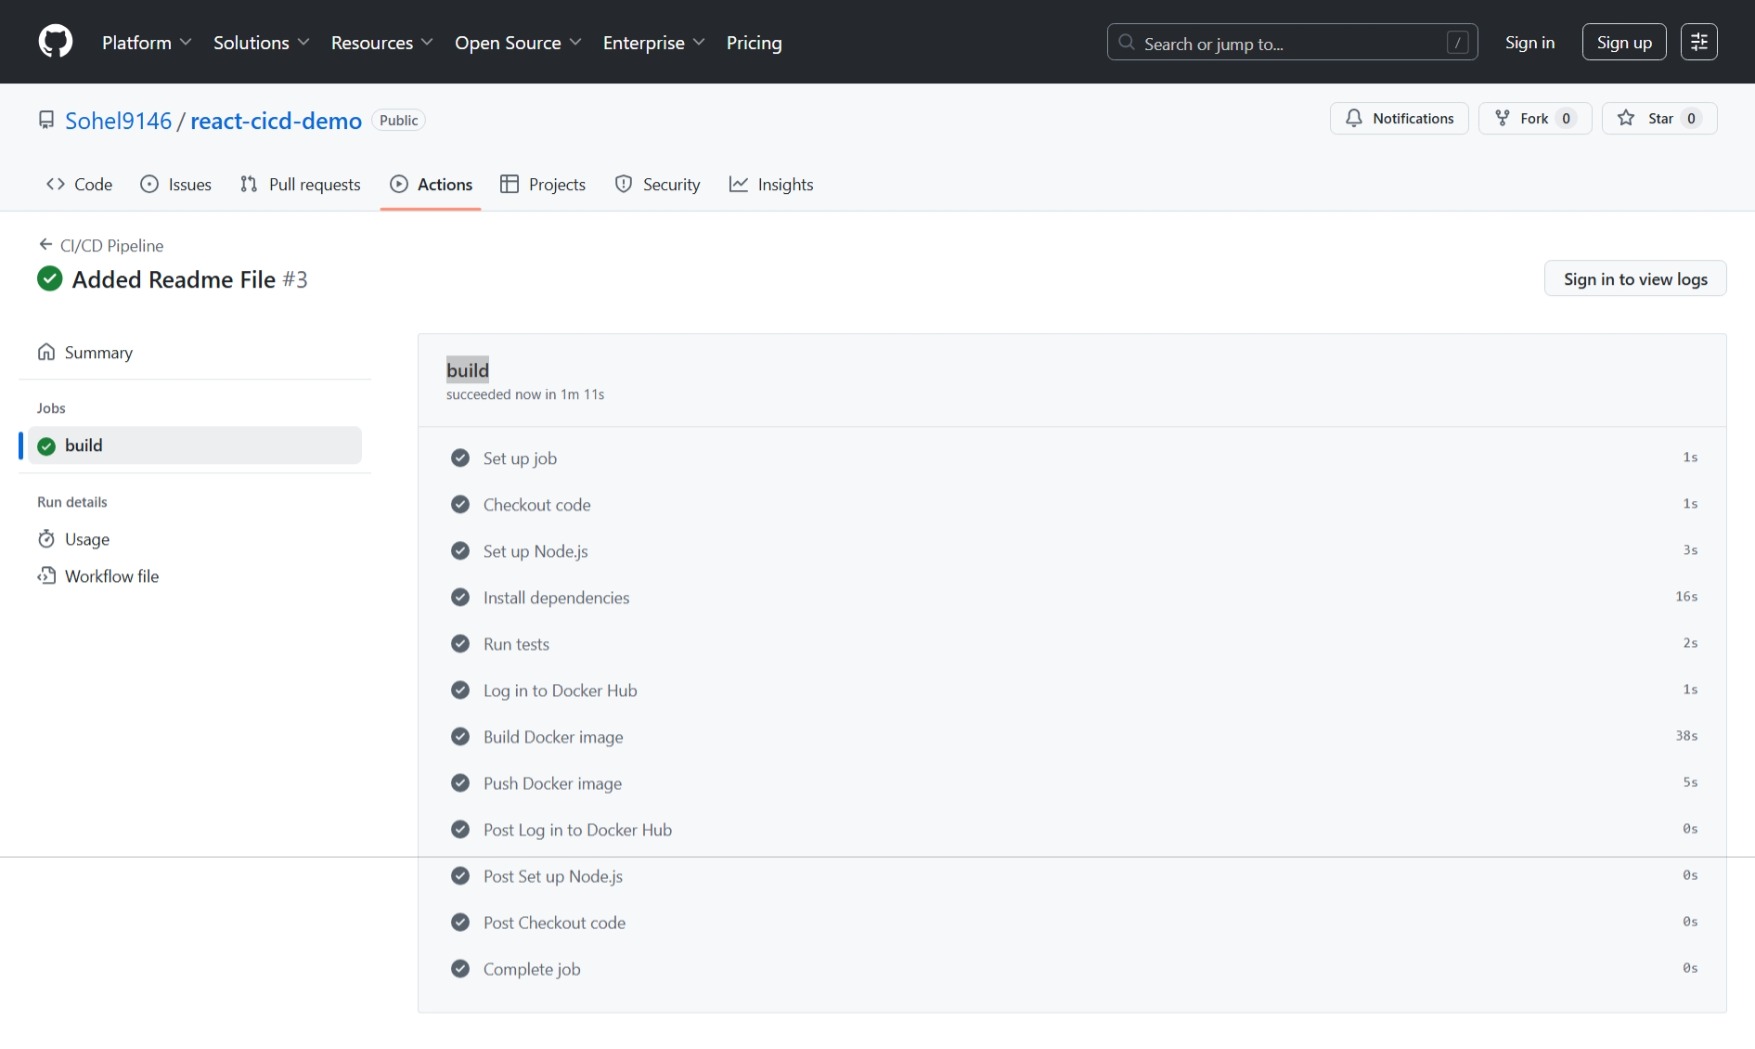 Platform Solutions Resources Open Source Enterprise Pricing Search or jump to... / Sign in Sign up
Sohel9146 / react-cicd-demo Public Notifications Fork 0 Star 0
Code Issues Pull requests Actions Projects Security Insights
CI/CD Pipeline
Added Readme File #3 Sign in to view logs
Summary
Jobs
build
Run details
Usage
Workflow file
build
succeeded now in 1m 11s
Set up job 1s
Checkout code 1s
Set up Node.js 3s
Install dependencies 16s
Run tests 2s
Log in to Docker Hub 1s
Build Docker image 38s
Push Docker image 5s
Post Log in to Docker Hub 0s
Post Set up Node.js 0s
Post Checkout code 0s
Complete job 0s